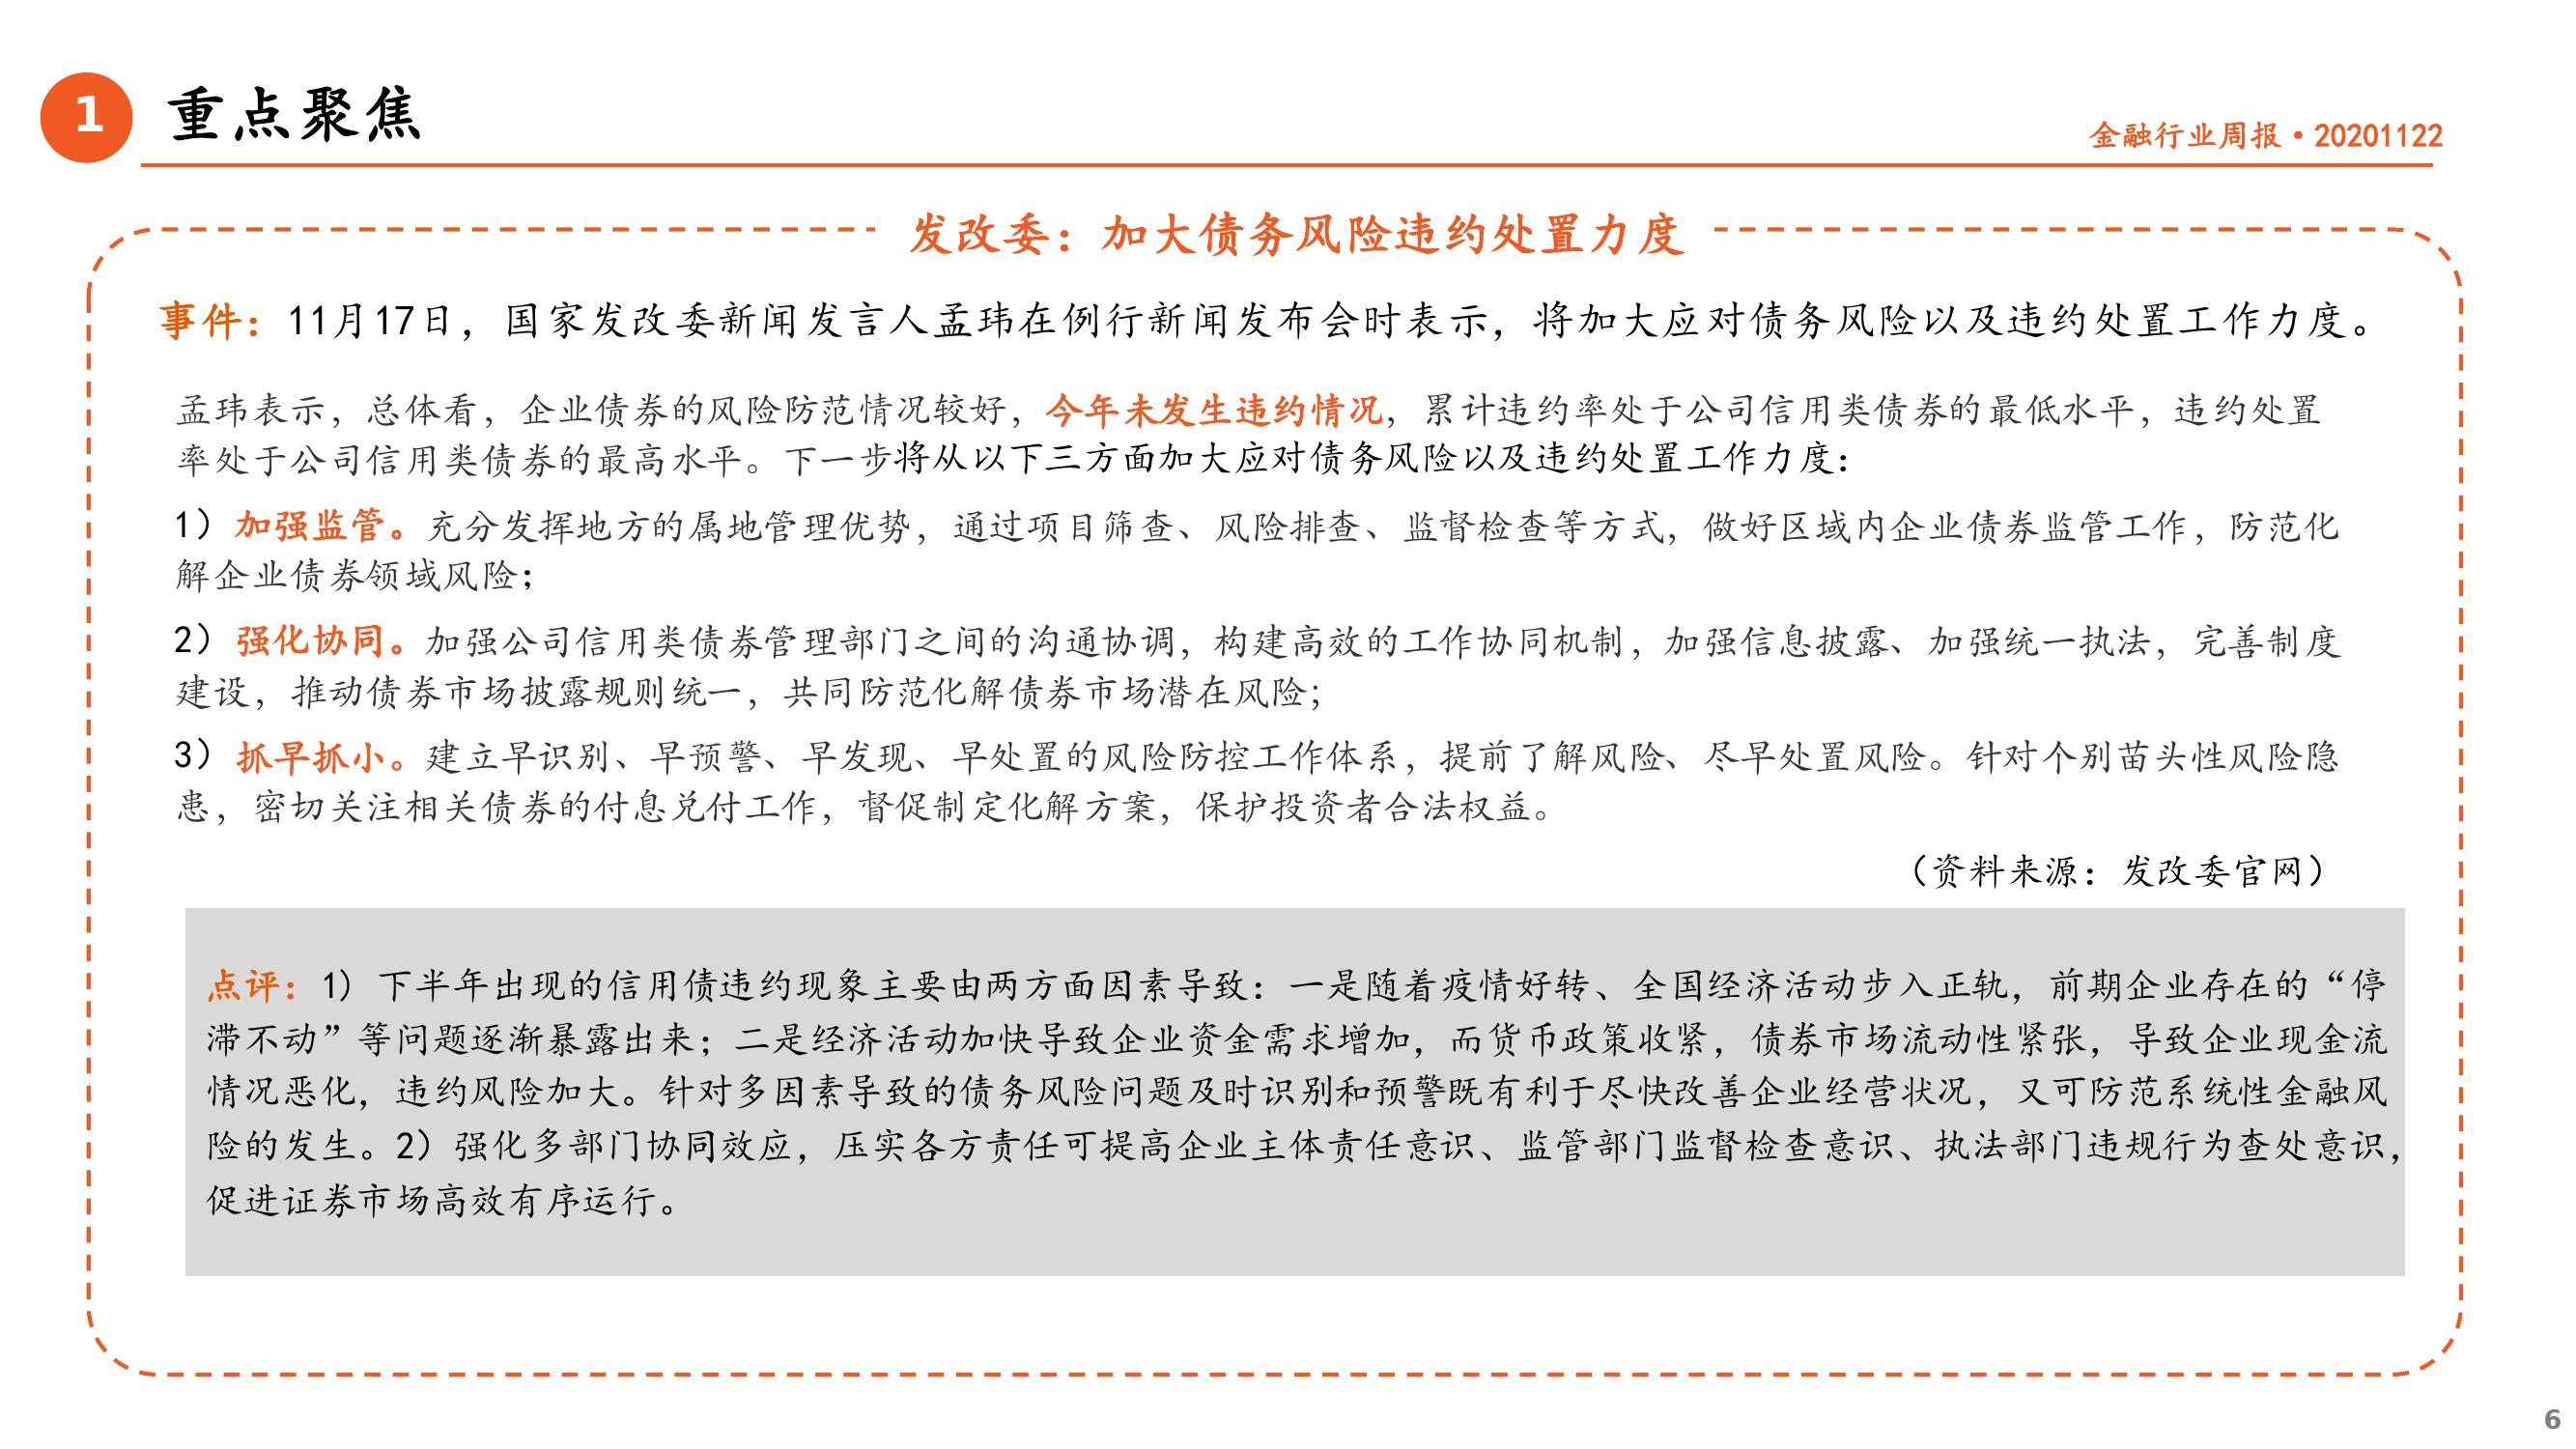 1 重点聚焦
金融行业周报·20201122
发改委：加大债务风险违约处置力度
事件：11月17日，国家发改委新闻发言人孟玮在例行新闻发布会时表示，将加大应对债务风险以及违约处置工作力度。
孟玮表示，总体看，企业债券的风险防范情况较好，今年未发生违约情况，累计违约率处于公司信用类债券的最低水平，违约处置
率处于公司信用类债券的最高水平。下一步将从以下三方面加大应对债务风险以及违约处置工作力度：
1）加强监管。充分发挥地方的属地管理优势，通过项目筛查、风险排查、监督检查等方式，做好区域内企业债券监管工作，防范化
解企业债券领域风险；
2）强化协同。加强公司信用类债券管理部门之间的沟通协调，构建高效的工作协同机制，加强信息披露、加强统一执法，完善制度
建设，推动债券市场披露规则统一，共同防范化解债券市场潜在风险；
3）抓早抓小。建立早识别、早预警、早发现、早处置的风险防控工作体系，提前了解风险、尽早处置风险。针对个别苗头性风险隐
患，密切关注相关债券的付息兑付工作，督促制定化解方案，保护投资者合法权益。
（资料来源：发改委官网）
点评：1）下半年出现的信用债违约现象主要由两方面因素导致：一是随着疫情好转、全国经济活动步入正轨，前期企业存在的“停
滞不动”等问题逐渐暴露出来；二是经济活动加快导致企业资金需求增加，而货币政策收紧，债券市场流动性紧张，导致企业现金流
情况恶化，违约风险加大。针对多因素导致的债务风险问题及时识别和预警既有利于尽快改善企业经营状况，又可防范系统性金融风
险的发生。2）强化多部门协同效应，压实各方责任可提高企业主体责任意识、监管部门监督检查意识、执法部门违规行为查处意识，
促进证券市场高效有序运行。
6